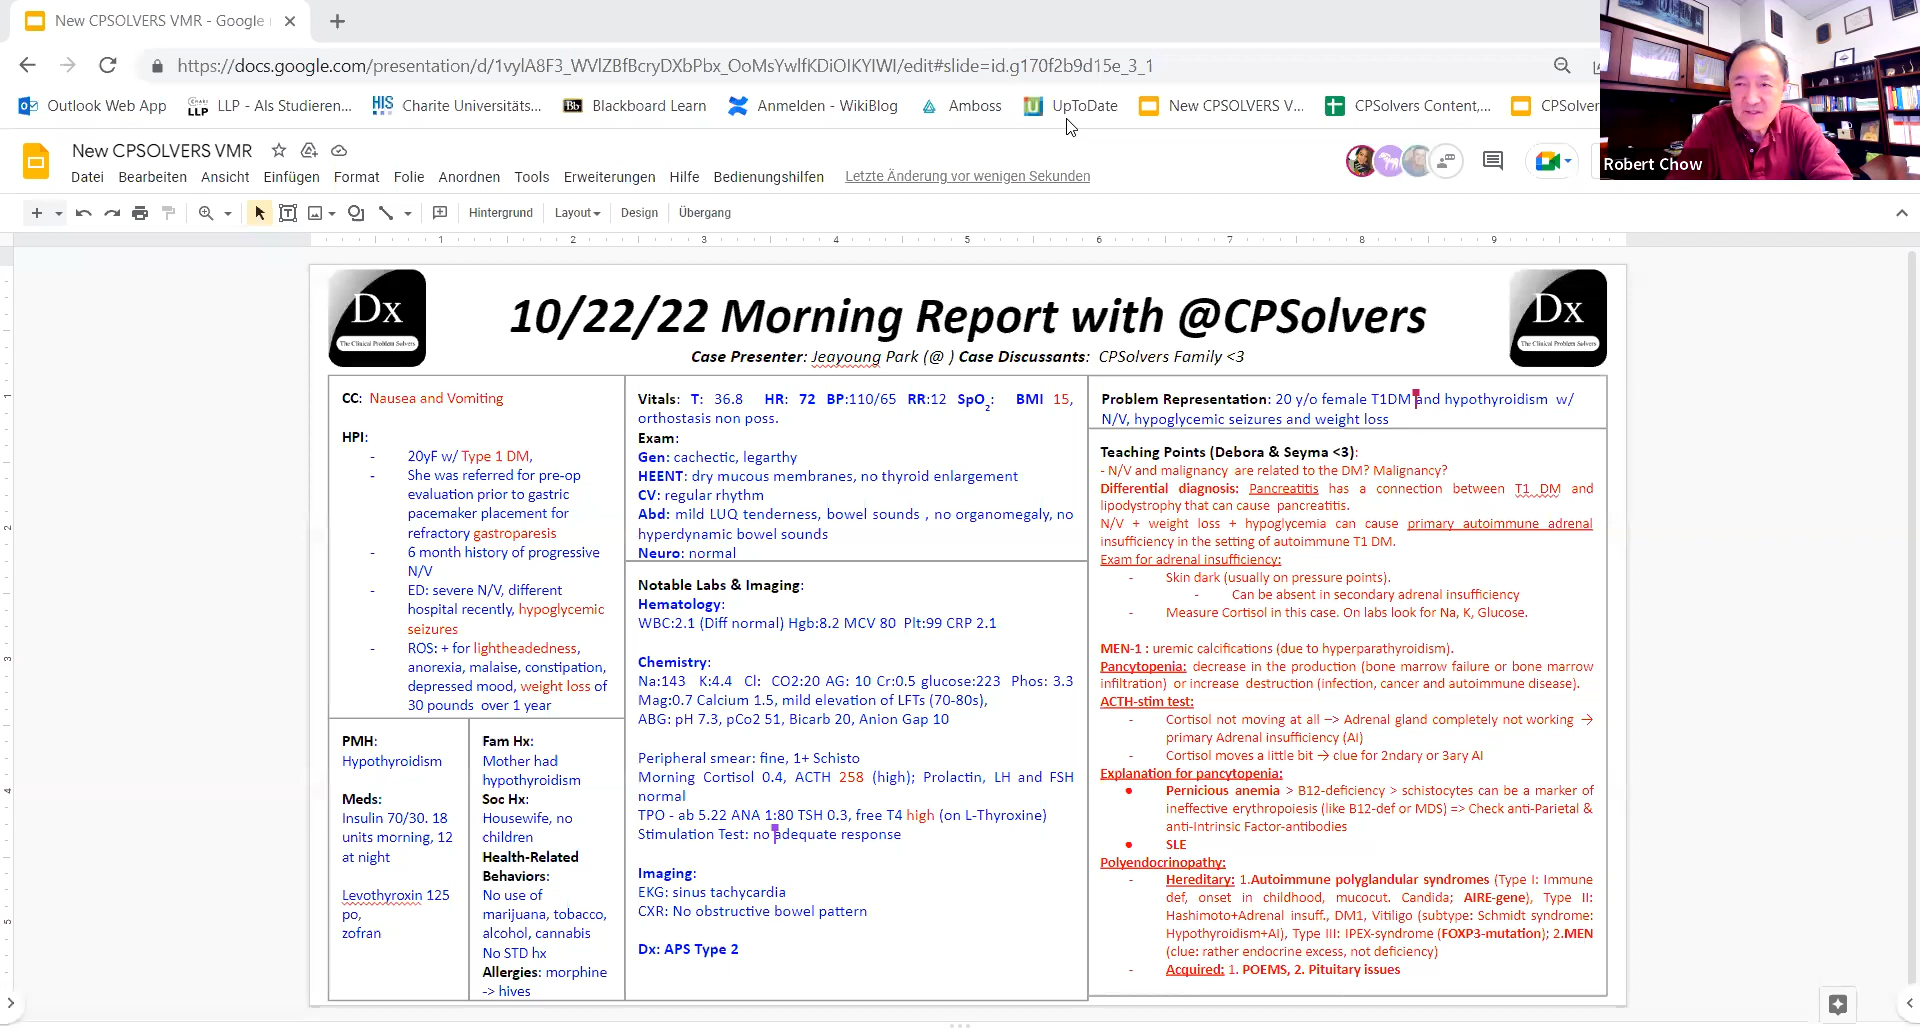 New CPSOLVERS VMR - Google
https://docs.google.com/presentation/d/1vylA8F3_WVlZBfBcryDXbPbx_OoMsYwlfKDiOIKYIWI/edit#slide=id.g170f2b9d15e_3_1
Outlook Web App LLP - Als Studieren... HIS Charite Universitäts... Bb Blackboard Learn Anmelden - WikiBlog Amboss UpToDate New CPSOLVERS V... CPSolvers Content,... CPSolver
New CPSOLVERS VMR
Datei Bearbeiten Ansicht Einfügen Format Folie Anordnen Tools Erweiterungen Hilfe Bedienungshilfen Letzte Änderung vor wenigen Sekunden
Robert Chow
Hintergrund Layout Design Übergang
1 2 3 4 5 6 7 8 9
Dx
The Clinical Problem Solvers
10/22/22 Morning Report with @CPSolvers
Case Presenter: Jeayoung Park (@ ) Case Discussants: CPSolvers Family <3
Dx
The Clinical Problem Solvers
CC: Nausea and Vomiting
HPI:
- 20yF w/ Type 1 DM,
- She was referred for pre-op
evaluation prior to gastric
pacemaker placement for
refractory gastroparesis
- 6 month history of progressive
N/V
- ED: severe N/V, different
hospital recently, hypoglycemic
seizures
- ROS: + for lightheadedness,
anorexia, malaise, constipation,
depressed mood, weight loss of
30 pounds over 1 year
PMH:
Hypothyroidism
Meds:
Insulin 70/30. 18
units morning, 12
at night
Levothyroxin 125
po,
zofran
Fam Hx:
Mother had
hypothyroidism
Soc Hx:
Housewife, no
children
Health-Related
Behaviors:
No use of
marijuana, tobacco,
alcohol, cannabis
No STD hx
Allergies: morphine
-> hives
Vitals: T: 36.8 HR: 72 BP:110/65 RR:12 SpO2: BMI 15,
orthostasis non poss.
Exam:
Gen: cachectic, legarthy
HEENT: dry mucous membranes, no thyroid enlargement
CV: regular rhythm
Abd: mild LUQ tenderness, bowel sounds , no organomegaly, no
hyperdynamic bowel sounds
Neuro: normal
Notable Labs & Imaging:
Hematology:
WBC:2.1 (Diff normal) Hgb:8.2 MCV 80 Plt:99 CRP 2.1
Chemistry:
Na:143 K:4.4 Cl: CO2:20 AG: 10 Cr:0.5 glucose:223 Phos: 3.3
Mag:0.7 Calcium 1.5, mild elevation of LFTs (70-80s),
ABG: pH 7.3, pCo2 51, Bicarb 20, Anion Gap 10
Peripheral smear: fine, 1+ Schisto
Morning Cortisol 0.4, ACTH 258 (high); Prolactin, LH and FSH
normal
TPO - ab 5.22 ANA 1:80 TSH 0.3, free T4 high (on L-Thyroxine)
Stimulation Test: no adequate response
Imaging:
EKG: sinus tachycardia
CXR: No obstructive bowel pattern
Dx: APS Type 2
Problem Representation: 20 y/o female T1DM and hypothyroidism w/
N/V, hypoglycemic seizures and weight loss
Teaching Points (Debora & Seyma <3):
- N/V and malignancy are related to the DM? Malignancy?
Differential diagnosis: Pancreatitis has a connection between T1 DM and
lipodystrophy that can cause pancreatitis.
N/V + weight loss + hypoglycemia can cause primary autoimmune adrenal
insufficiency in the setting of autoimmune T1 DM.
Exam for adrenal insufficiency:
- Skin dark (usually on pressure points).
- Can be absent in secondary adrenal insufficiency
- Measure Cortisol in this case. On labs look for Na, K, Glucose.
MEN-1 : uremic calcifications (due to hyperparathyroidism).
Pancytopenia: decrease in the production (bone marrow failure or bone marrow
infiltration) or increase destruction (infection, cancer and autoimmune disease).
ACTH-stim test:
- Cortisol not moving at all —> Adrenal gland completely not working →
primary Adrenal insufficiency (AI)
- Cortisol moves a little bit → clue for 2ndary or 3ary AI
Explanation for pancytopenia:
● Pernicious anemia > B12-deficiency > schistocytes can be a marker of
ineffective erythropoiesis (like B12-def or MDS) => Check anti-Parietal &
anti-Intrinsic Factor-antibodies
● SLE
Polyendocrinopathy:
- Hereditary: 1.Autoimmune polyglandular syndromes (Type I: Immune
def, onset in childhood, mucocut. Candida; AIRE-gene), Type II:
Hashimoto+Adrenal insuff., DM1, Vitiligo (subtype: Schmidt syndrome:
Hypothyroidism+AI), Type III: IPEX-syndrome (FOXP3-mutation); 2.MEN
(clue: rather endocrine excess, not deficiency)
- Acquired: 1. POEMS, 2. Pituitary issues